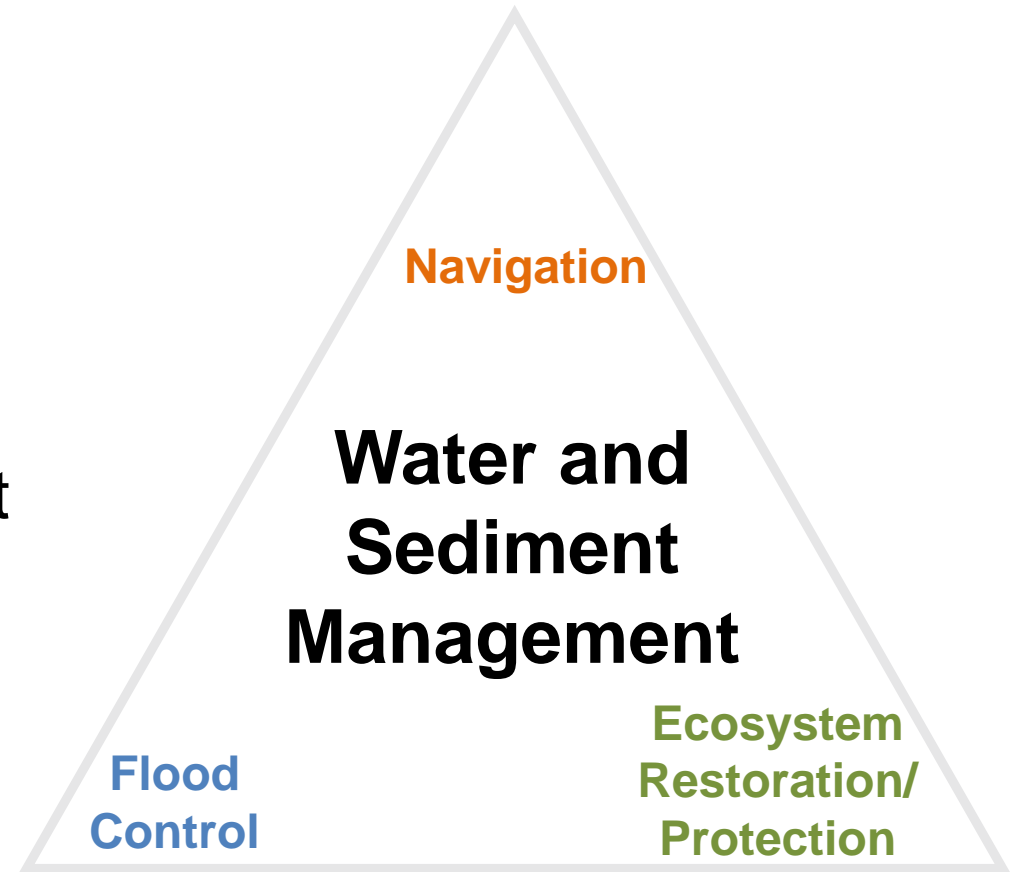 Navigation
Water and
Sediment
Management
Ecosystem
Restoration/
Protection
Flood
Control